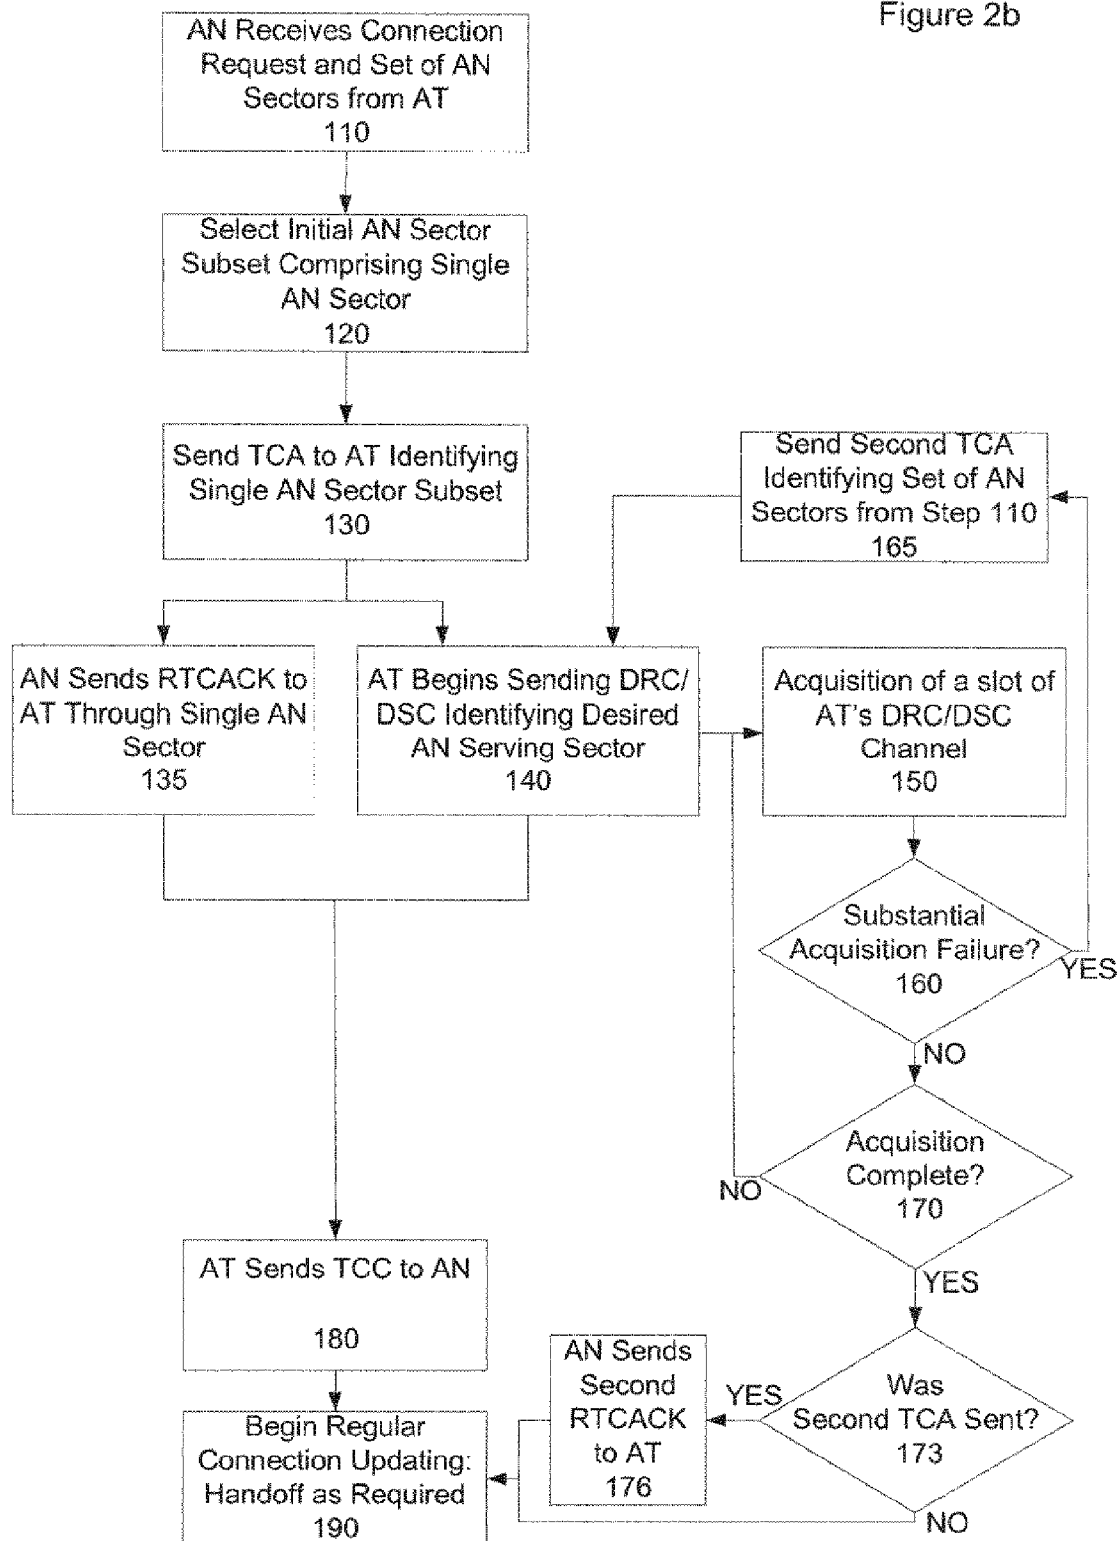 Figure 2b
AN Receives Connection
Request and Set of AN
Sectors from AT
110
Select Initial AN Sector
Subset Comprising Single
AN Sector
120
Send TCA to AT Identifying
Single AN Sector Subset
130
Send Second TCA
Identifying Set of AN
Sectors from Step 110
165
AN Sends RTCACK to
AT Through Single AN
Sector
135
AT Begins Sending DRC/
DSC Identifying Desired
AN Serving Sector
140
Acquisition of a slot of
AT's DRC/DSC
Channel
150
Substantial
Acquisition Failure?
160
YES
NO
Acquisition
Complete?
170
NO
YES
AT Sends TCC to AN
180
AN Sends
Second
RTCACK
to AT
176
YES
Was
Second TCA Sent?
173
NO
Begin Regular
Connection Updating:
Handoff as Required
190